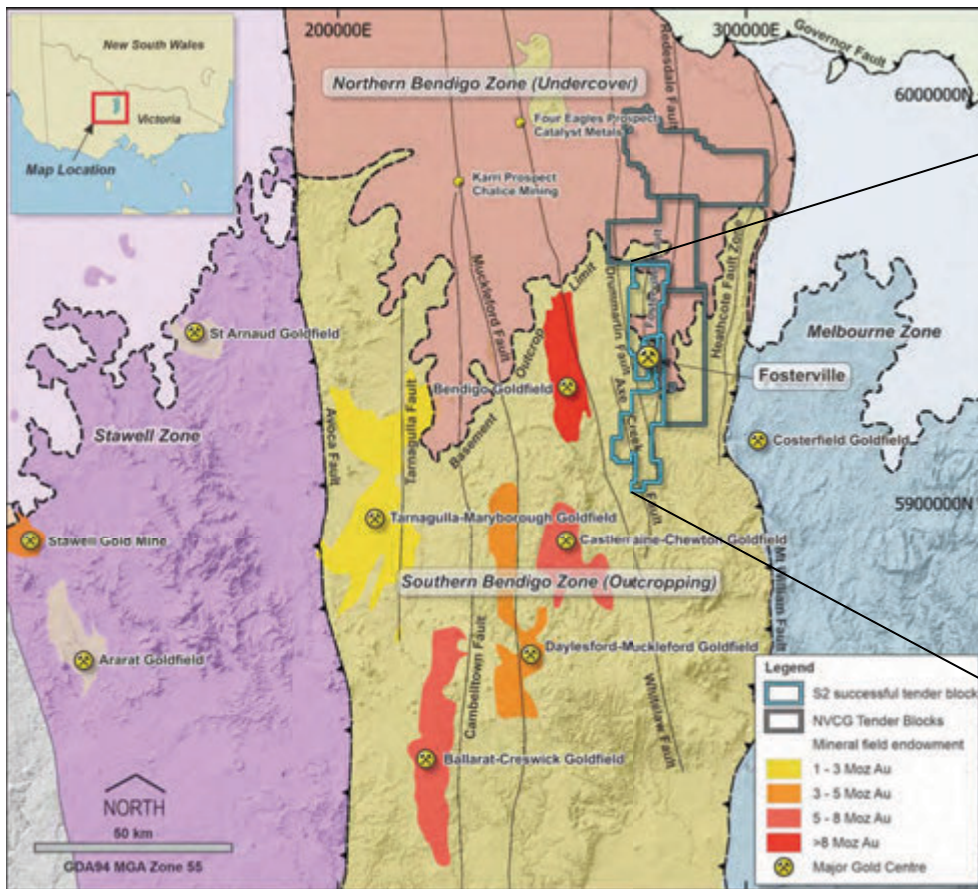 New South Wales
Victoria
Map Location
200000E
300000E
Governor Fault
6000000N
Northern Bendigo Zone (Undercover)
Redesdale Fault
Four Eagles Prospect
Catalyst Metals
Karri Prospect
Chalice Mining
Muckleford Fault
Outcrop
Limit
Basement
Drummartin Fault
Heathcote Fault Zone
Melbourne Zone
St Arnaud Goldfield
Bendigo Goldfield
Fosterville
Stawell Zone
Avoca Fault
Tarnagulla Fault
Axe Creek Fault
Costerfield Goldfield
5900000N
Tarnagulla-Maryborough Goldfield
Stawell Gold Mine
Castlemaine-Chewton Goldfield
Southern Bendigo Zone (Outcropping)
Mt William Fault
Ararat Goldfield
Daylesford-Muckleford Goldfield
Cambelltown Fault
Whitelaw Fault
Ballarat-Creswick Goldfield
NORTH
50 km
GDA94 MGA Zone 55
Legend
S2 successful tender block
NVCG Tender Blocks
Mineral field endowment
1 - 3 Moz Au
3 - 5 Moz Au
5 - 8 Moz Au
>8 Moz Au
Major Gold Centre